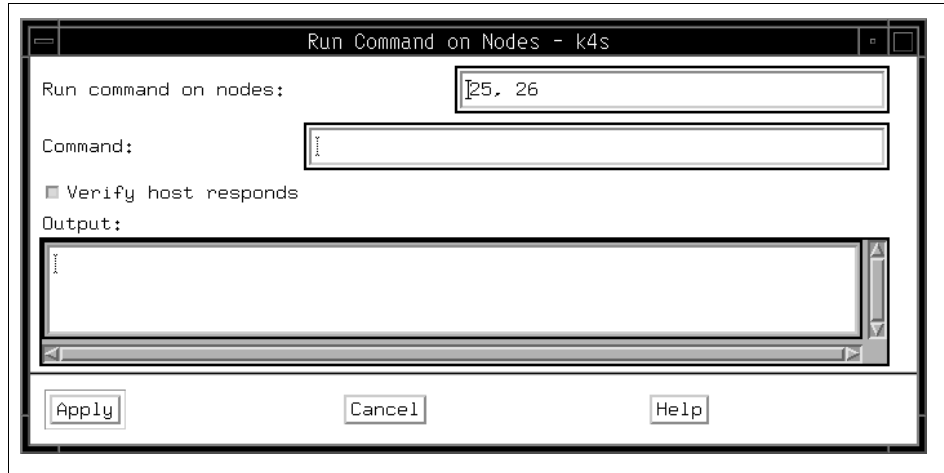 Run Command on Nodes - k4s
Run command on nodes: 25, 26
Command:
Verify host responds
Output:
Apply Cancel Help